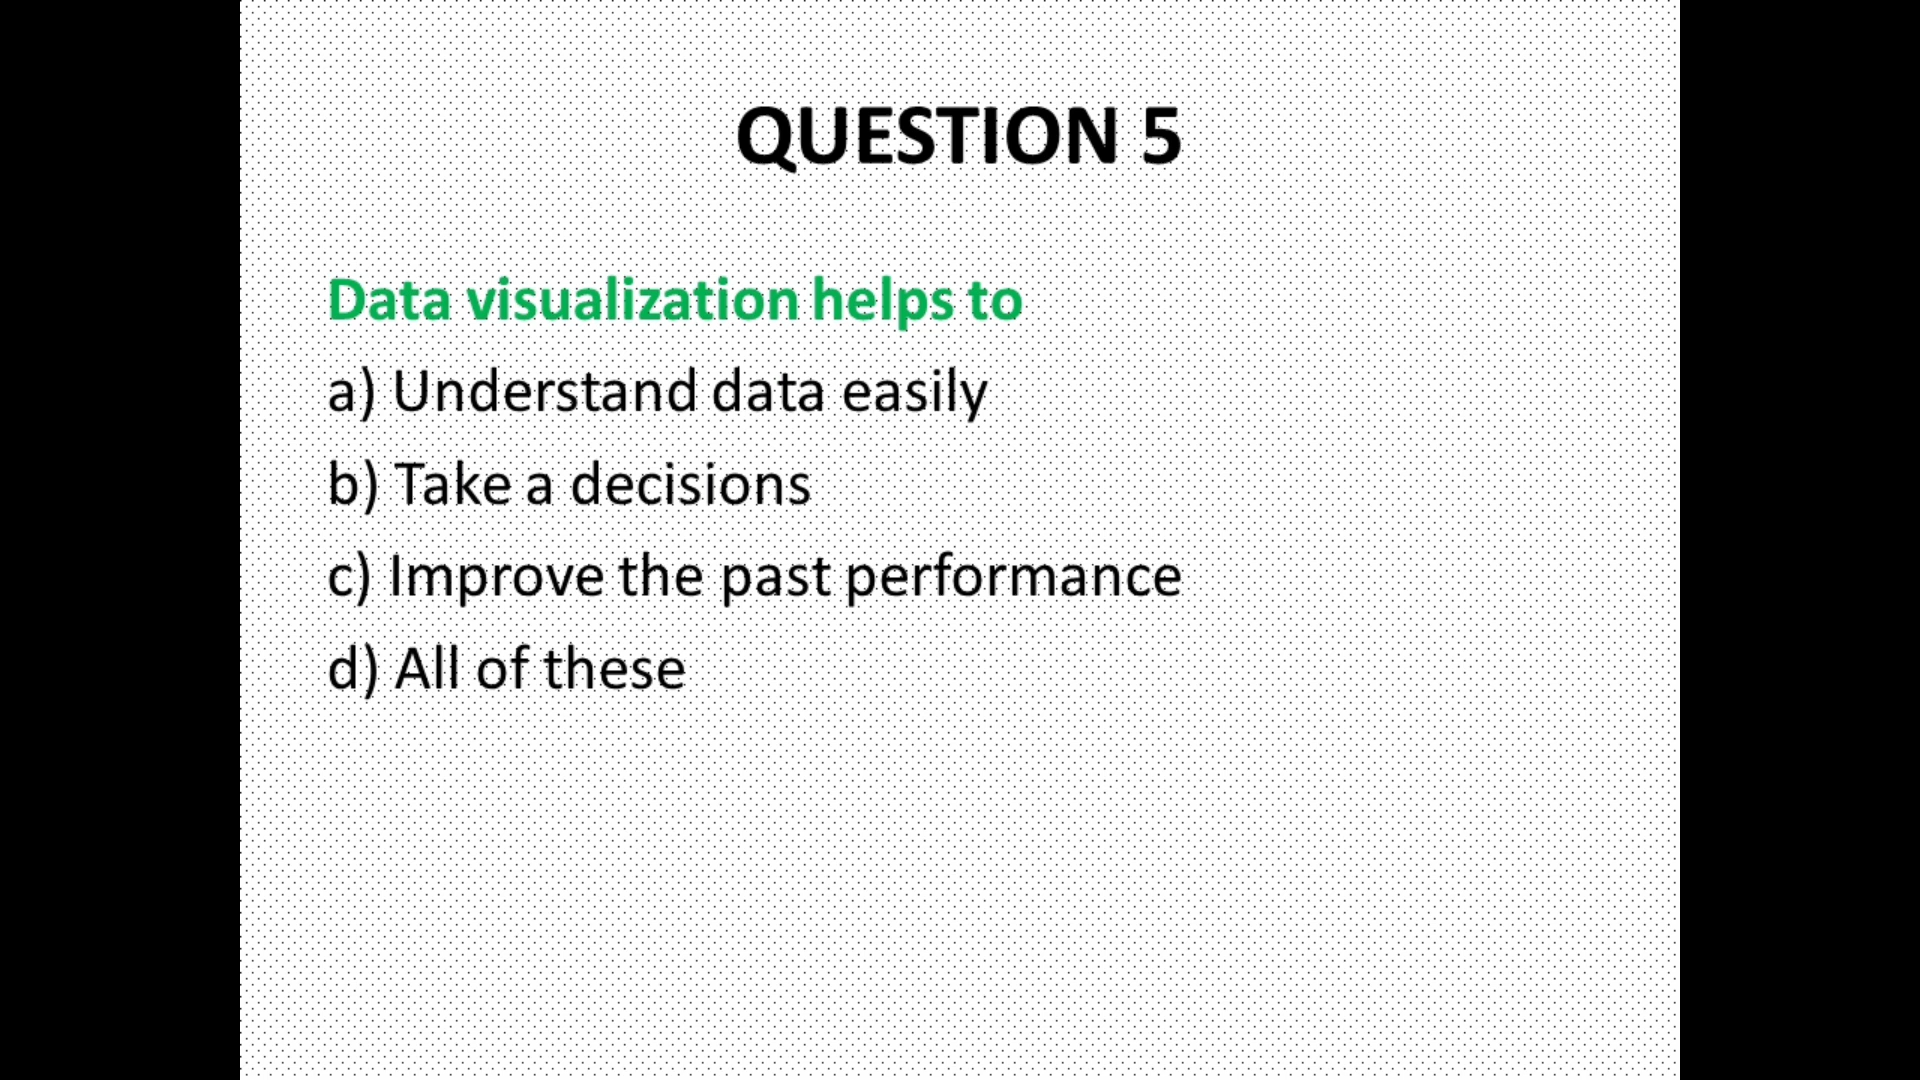 QUESTION 5
Data visualization helps to
a) Understand data easily
b) Take a decisions
c) Improve the past performance
d) All of these